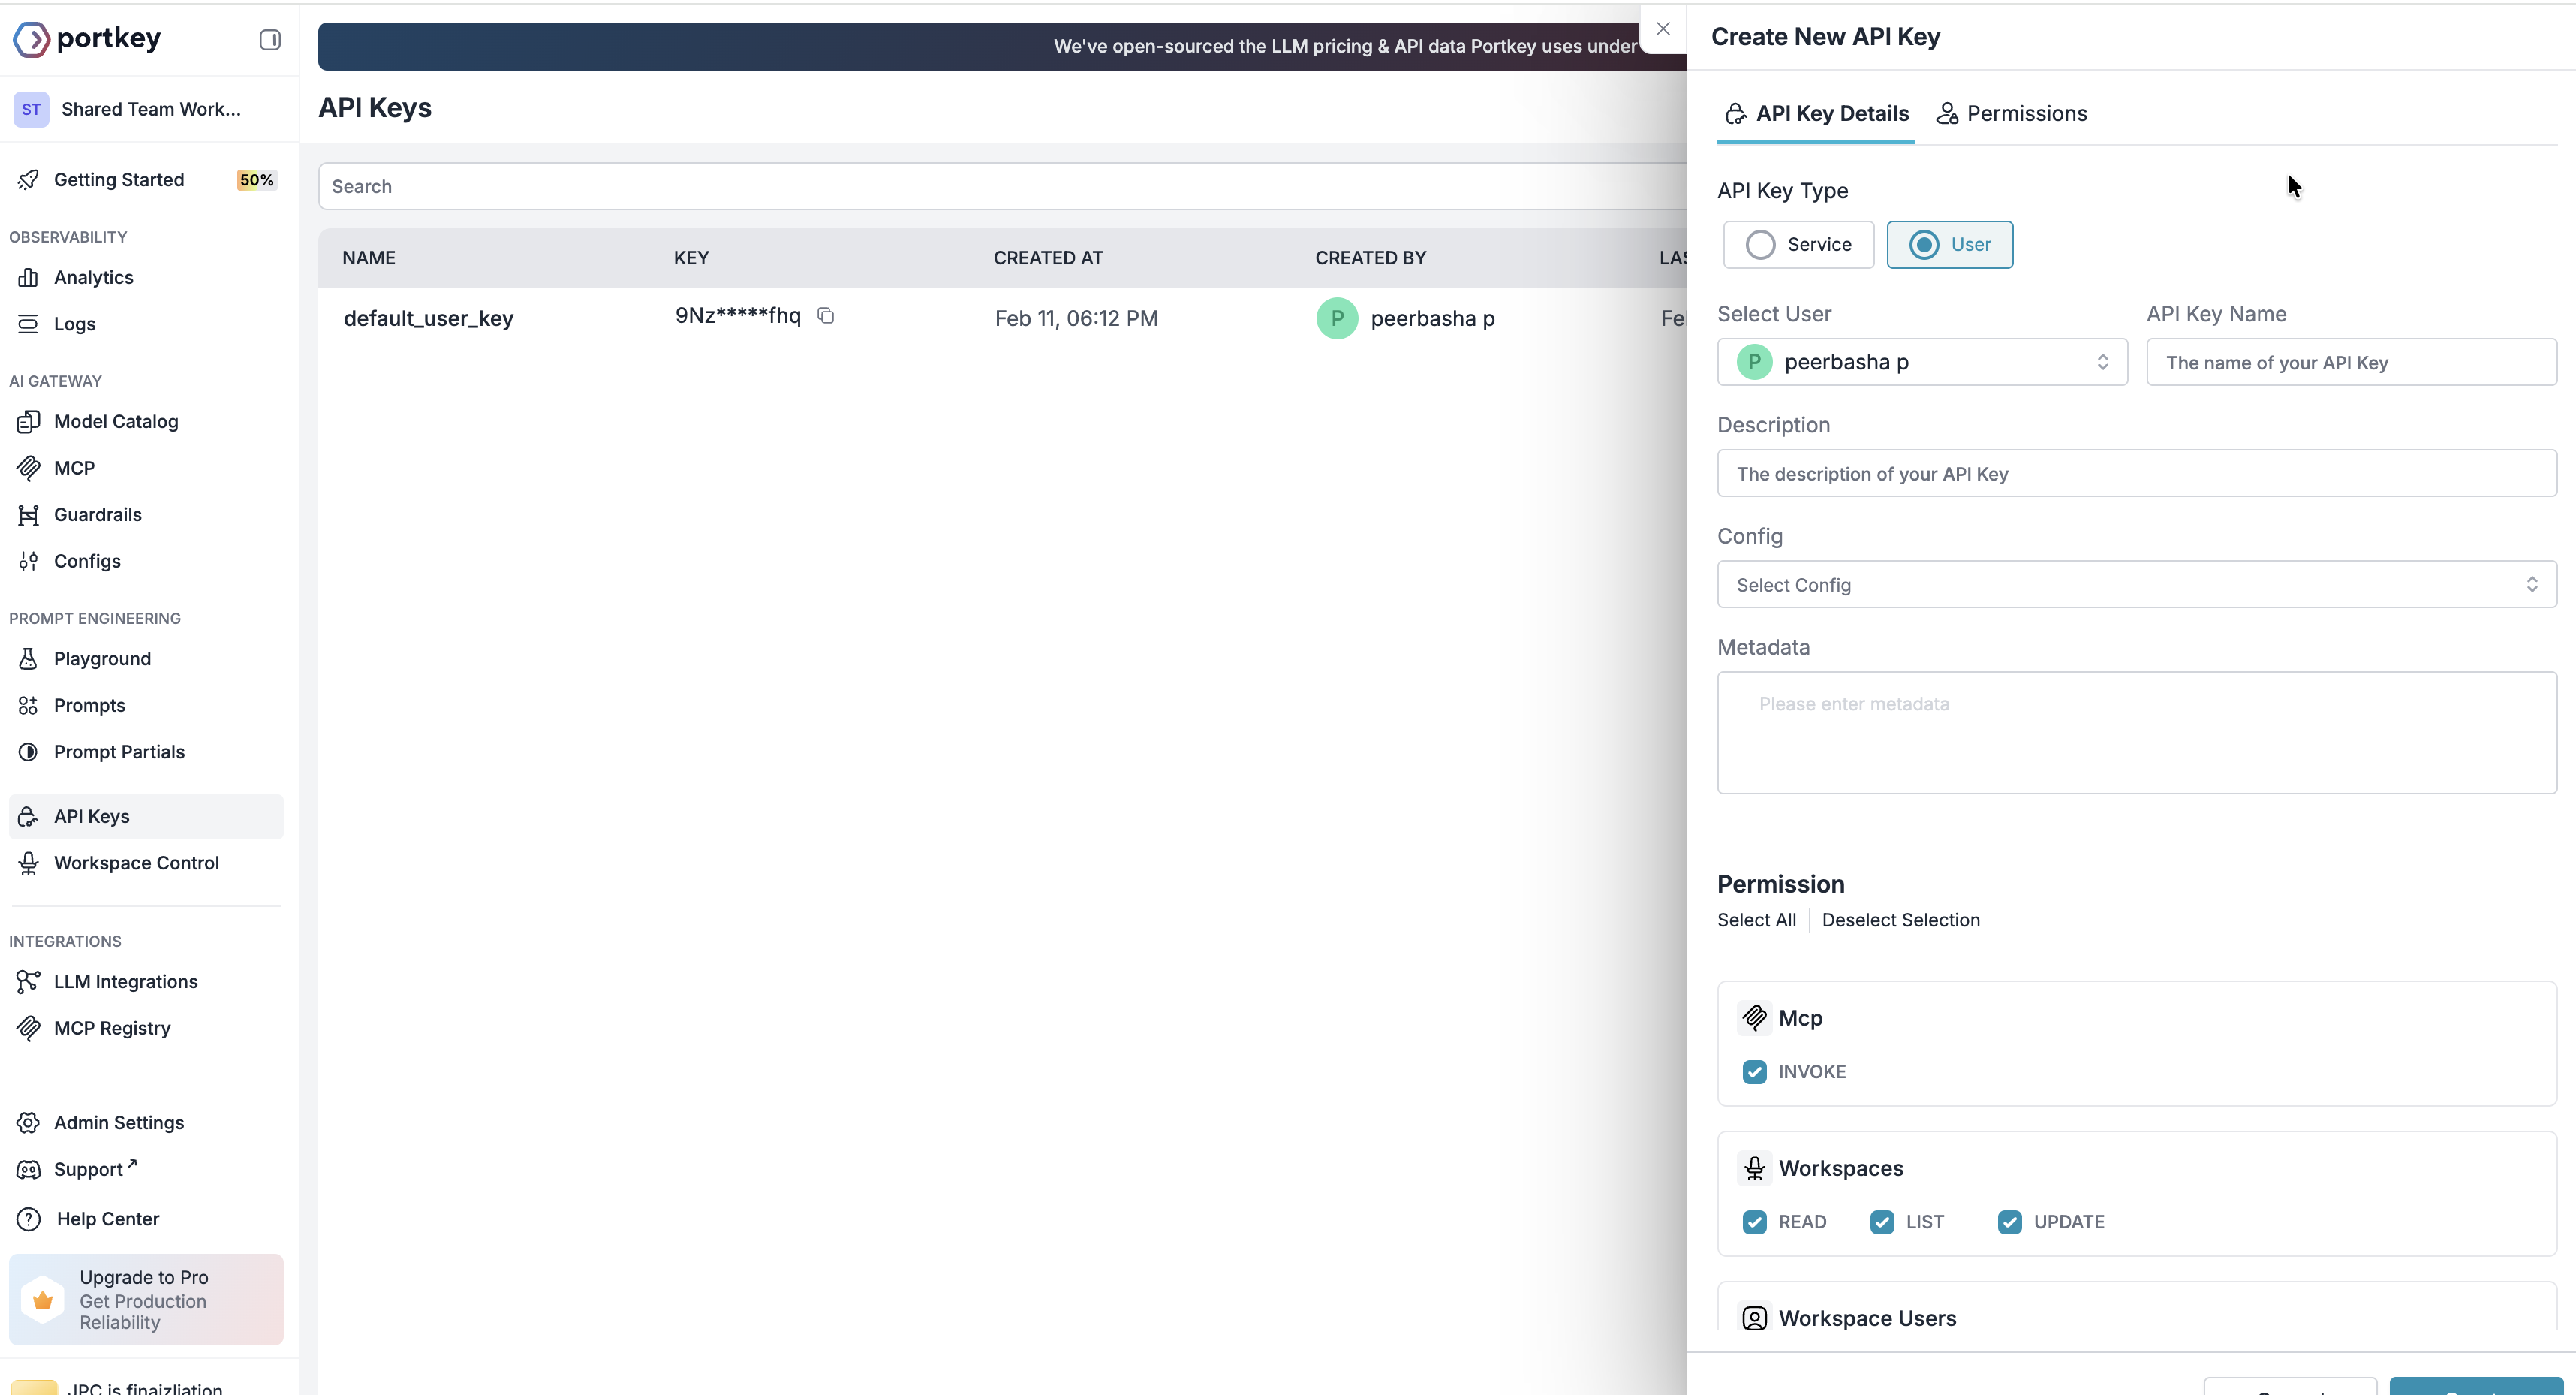 portkey
ST Shared Team Work...
Getting Started 50%
OBSERVABILITY
Analytics
Logs
AI GATEWAY
Model Catalog
MCP
Guardrails
Configs
PROMPT ENGINEERING
Playground
Prompts
Prompt Partials
API Keys
Workspace Control
INTEGRATIONS
LLM Integrations
MCP Registry
Admin Settings
Support
Help Center
Upgrade to Pro
Get Production
Reliability
JPC is finaizliation
We've open-sourced the LLM pricing & API data Portkey uses under
API Keys
Search
NAME KEY CREATED AT CREATED BY LAS
default_user_key 9Nz*****fhq Feb 11, 06:12 PM P peerbasha p Fe
Create New API Key
API Key Details Permissions
API Key Type
Service User
Select User API Key Name
P peerbasha p The name of your API Key
Description
The description of your API Key
Config
Select Config
Metadata
Please enter metadata
Permission
Select All Deselect Selection
Mcp
INVOKE
Workspaces
READ LIST UPDATE
Workspace Users